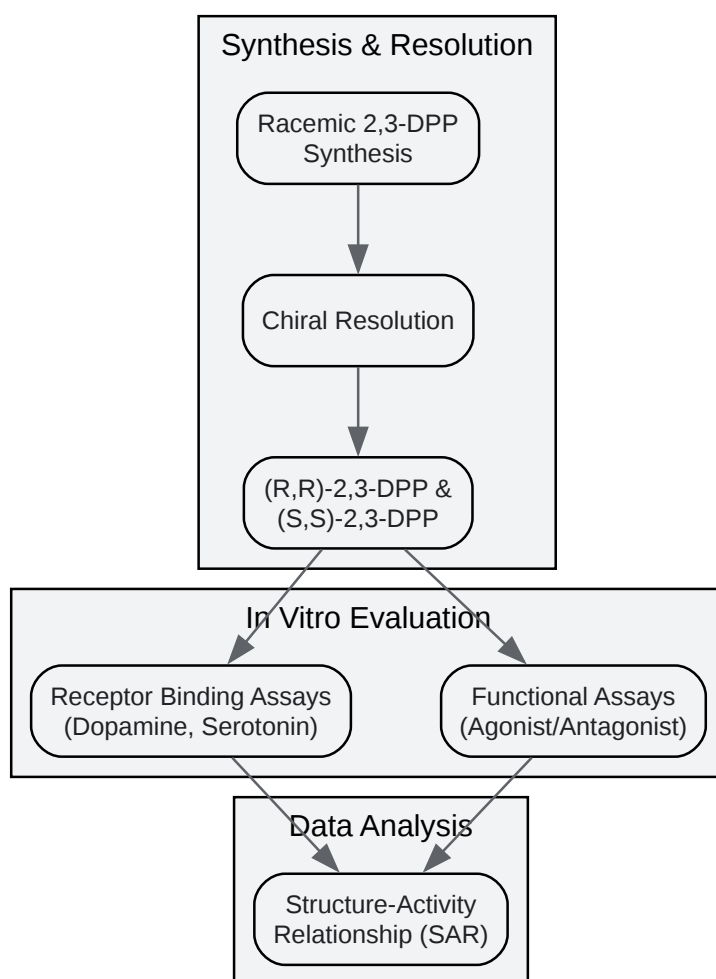 Synthesis & Resolution
Racemic 2,3-DPP
Synthesis
Chiral Resolution
(R,R)-2,3-DPP &
(S,S)-2,3-DPP
In Vitro Evaluation
Receptor Binding Assays
(Dopamine, Serotonin)
Functional Assays
(Agonist/Antagonist)
Data Analysis
Structure-Activity
Relationship (SAR)